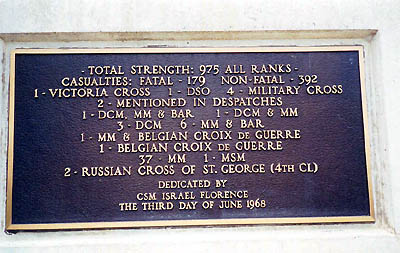 - TOTAL STRENGTH: 975 ALL RANKS -
CASUALTIES: FATAL - 179 NON-FATAL - 392
1 - VICTORIA CROSS 1 - DSO 4 - MILITARY CROSS
2 - MENTIONED IN DESPATCHES
1 - DCM, MM & BAR 1 - DCM & MM
3 - DCM 6 - MM & BAR
1 - MM & BELGIAN CROIX DE GUERRE
1 - BELGIAN CROIX DE GUERRE
37 - MM 1 - MSM
2 - RUSSIAN CROSS OF ST. GEORGE (4TH CL)
DEDICATED BY
CSM ISRAEL FLORENCE
THE THIRD DAY OF JUNE 1968